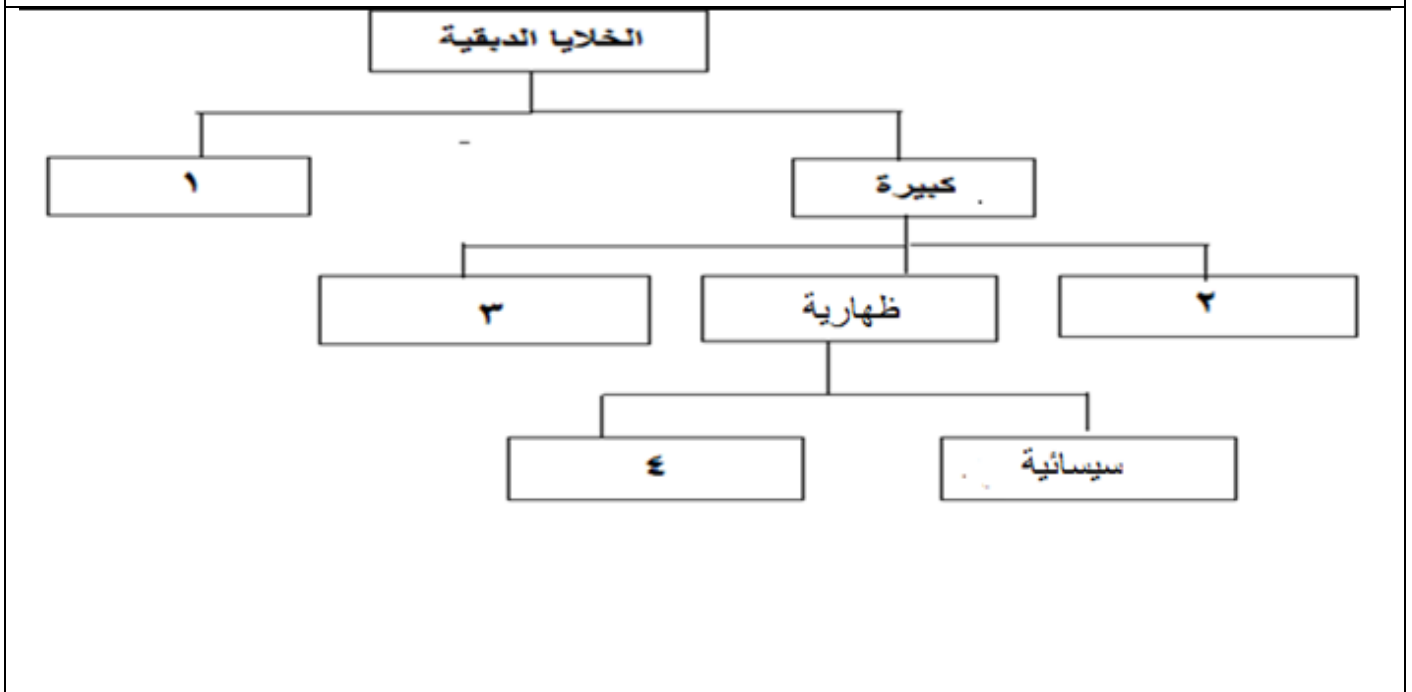 الخلايا الدبقية
كبيرة
١
٢
ظهارية
٣
سيسائية
٤